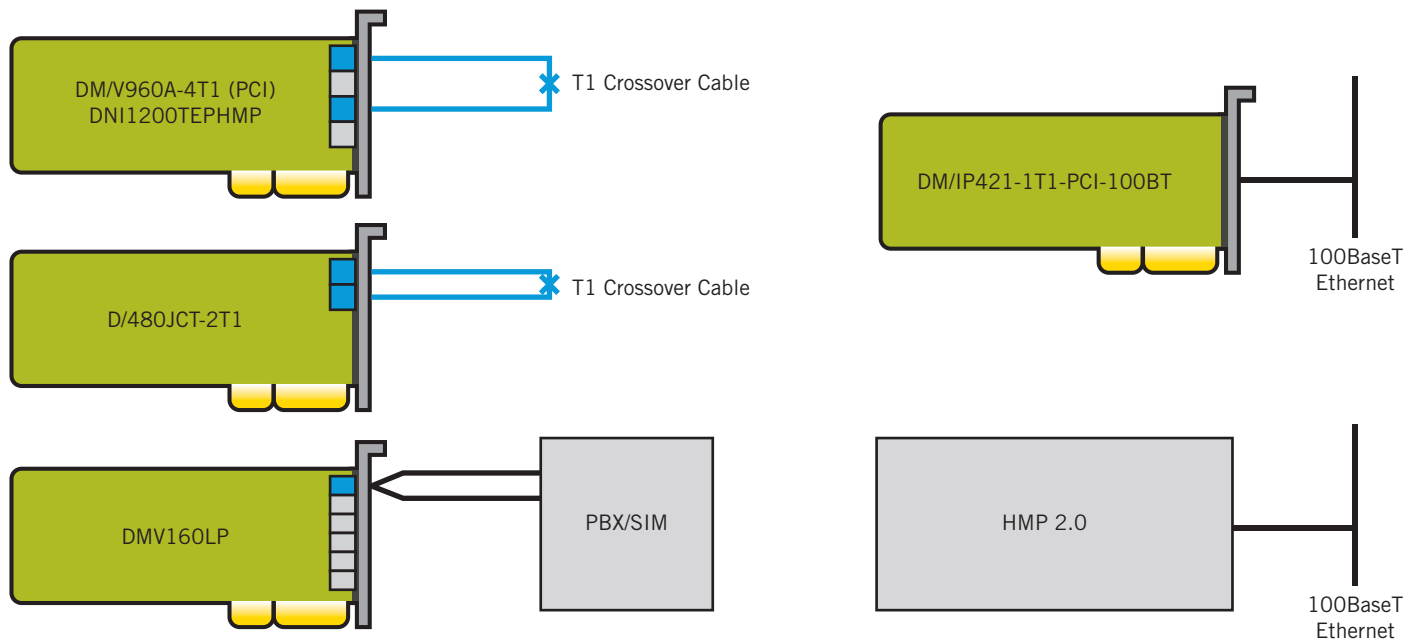 DM/V960A-4T1 (PCI)
DNI1200TEPHMP
T1 Crossover Cable
DM/IP421-1T1-PCI-100BT
100BaseT
Ethernet
D/480JCT-2T1
T1 Crossover Cable
DMV160LP
PBX/SIM
HMP 2.0
100BaseT
Ethernet